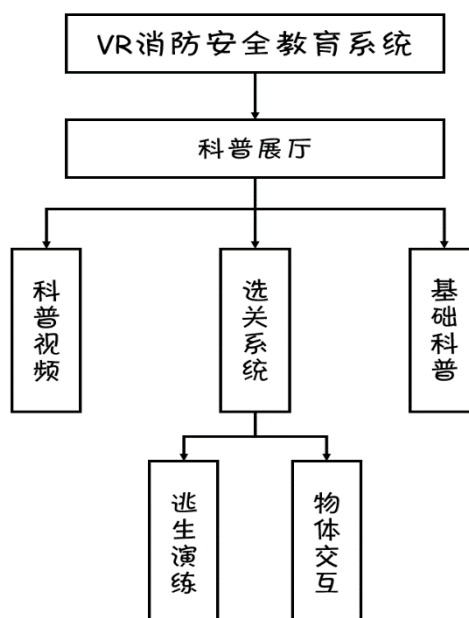 VR消防安全教育系统
科普展厅
科普视频
选关系统
基础科普
逃生演练
物体交互